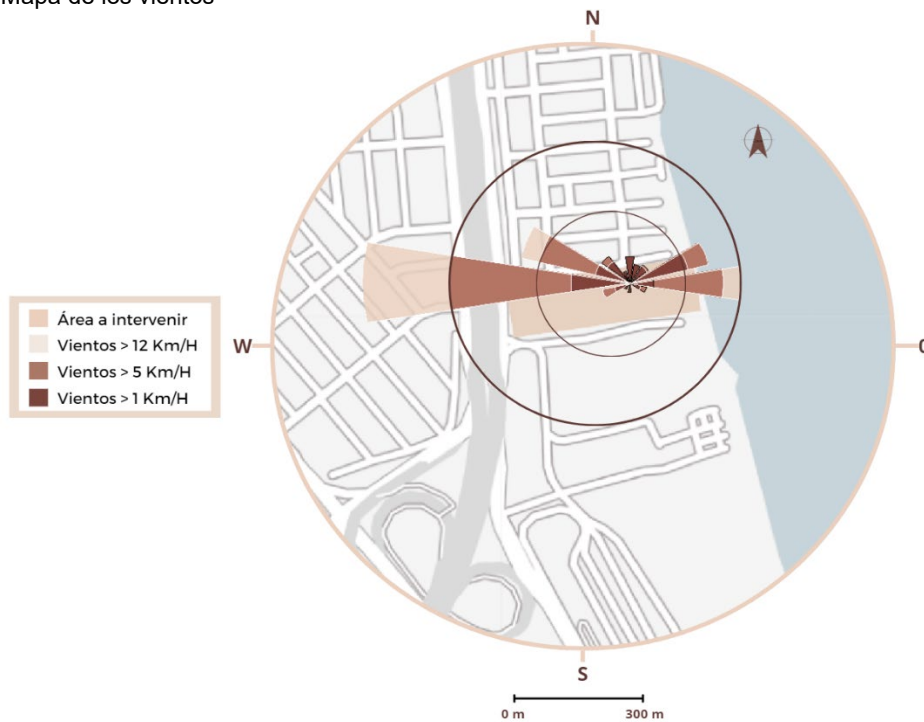 Mapa de los vientos
N
W
Área a intervenir
Vientos > 12 Km/H
Vientos > 5 Km/H
Vientos > 1 Km/H
S
0 m 300 m